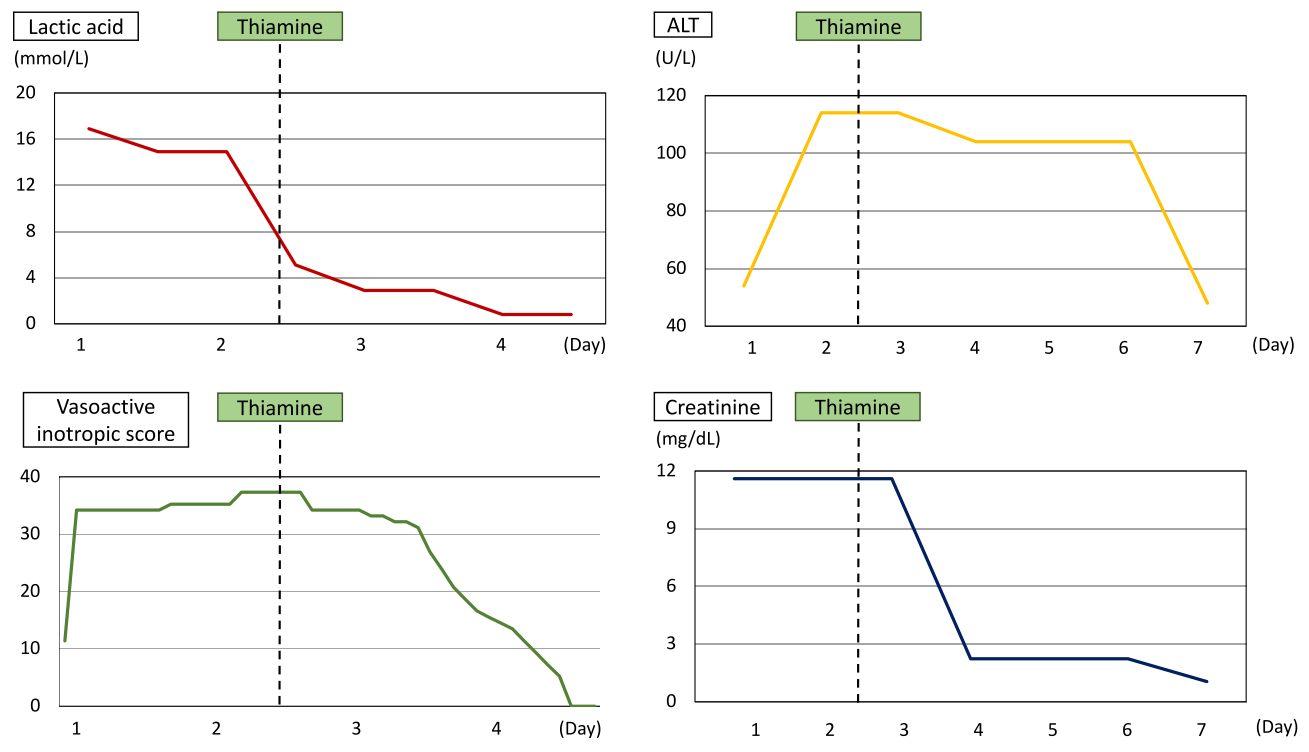 Lactic acid
Thiamine
(mmol/L)
20
16
12
8
4
0
1 2 3 4 (Day)
ALT
Thiamine
(U/L)
120
100
80
60
40
1 2 3 4 5 6 7 (Day)
Vasoactive
inotropic score
Thiamine
40
30
20
10
0
1 2 3 4 (Day)
Creatinine
Thiamine
(mg/dL)
12
9
6
3
0
1 2 3 4 5 6 7 (Day)